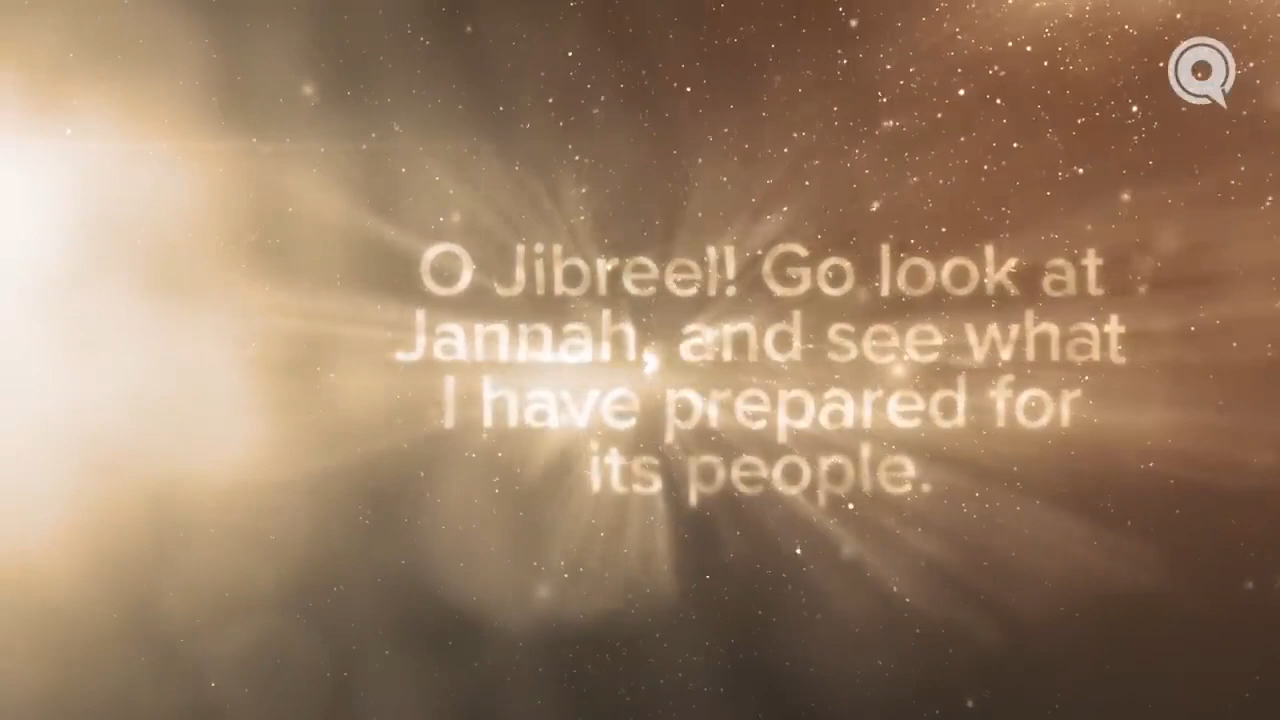 O Jibreel! Go look at
Jannah, and see what
I have prepared for
its people.